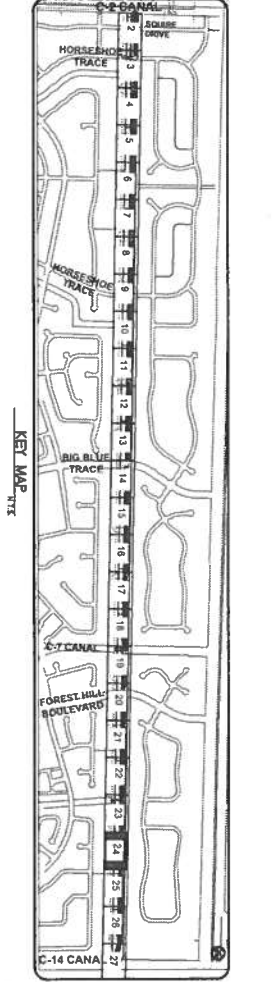 C-2 CANAL
2
SQUIRE
DRIVE
HORSESHOE
TRACE
3
4
5
6
7
8
HORSESHOE
TRACE
9
10
11
12
13
BIG BLUE
TRACE
14
15
16
17
18
C-7 CANAL
19
FOREST HILL
BOULEVARD
20
21
22
23
24
25
26
C-14 CANAL
27
KEY MAP
N.T.S.